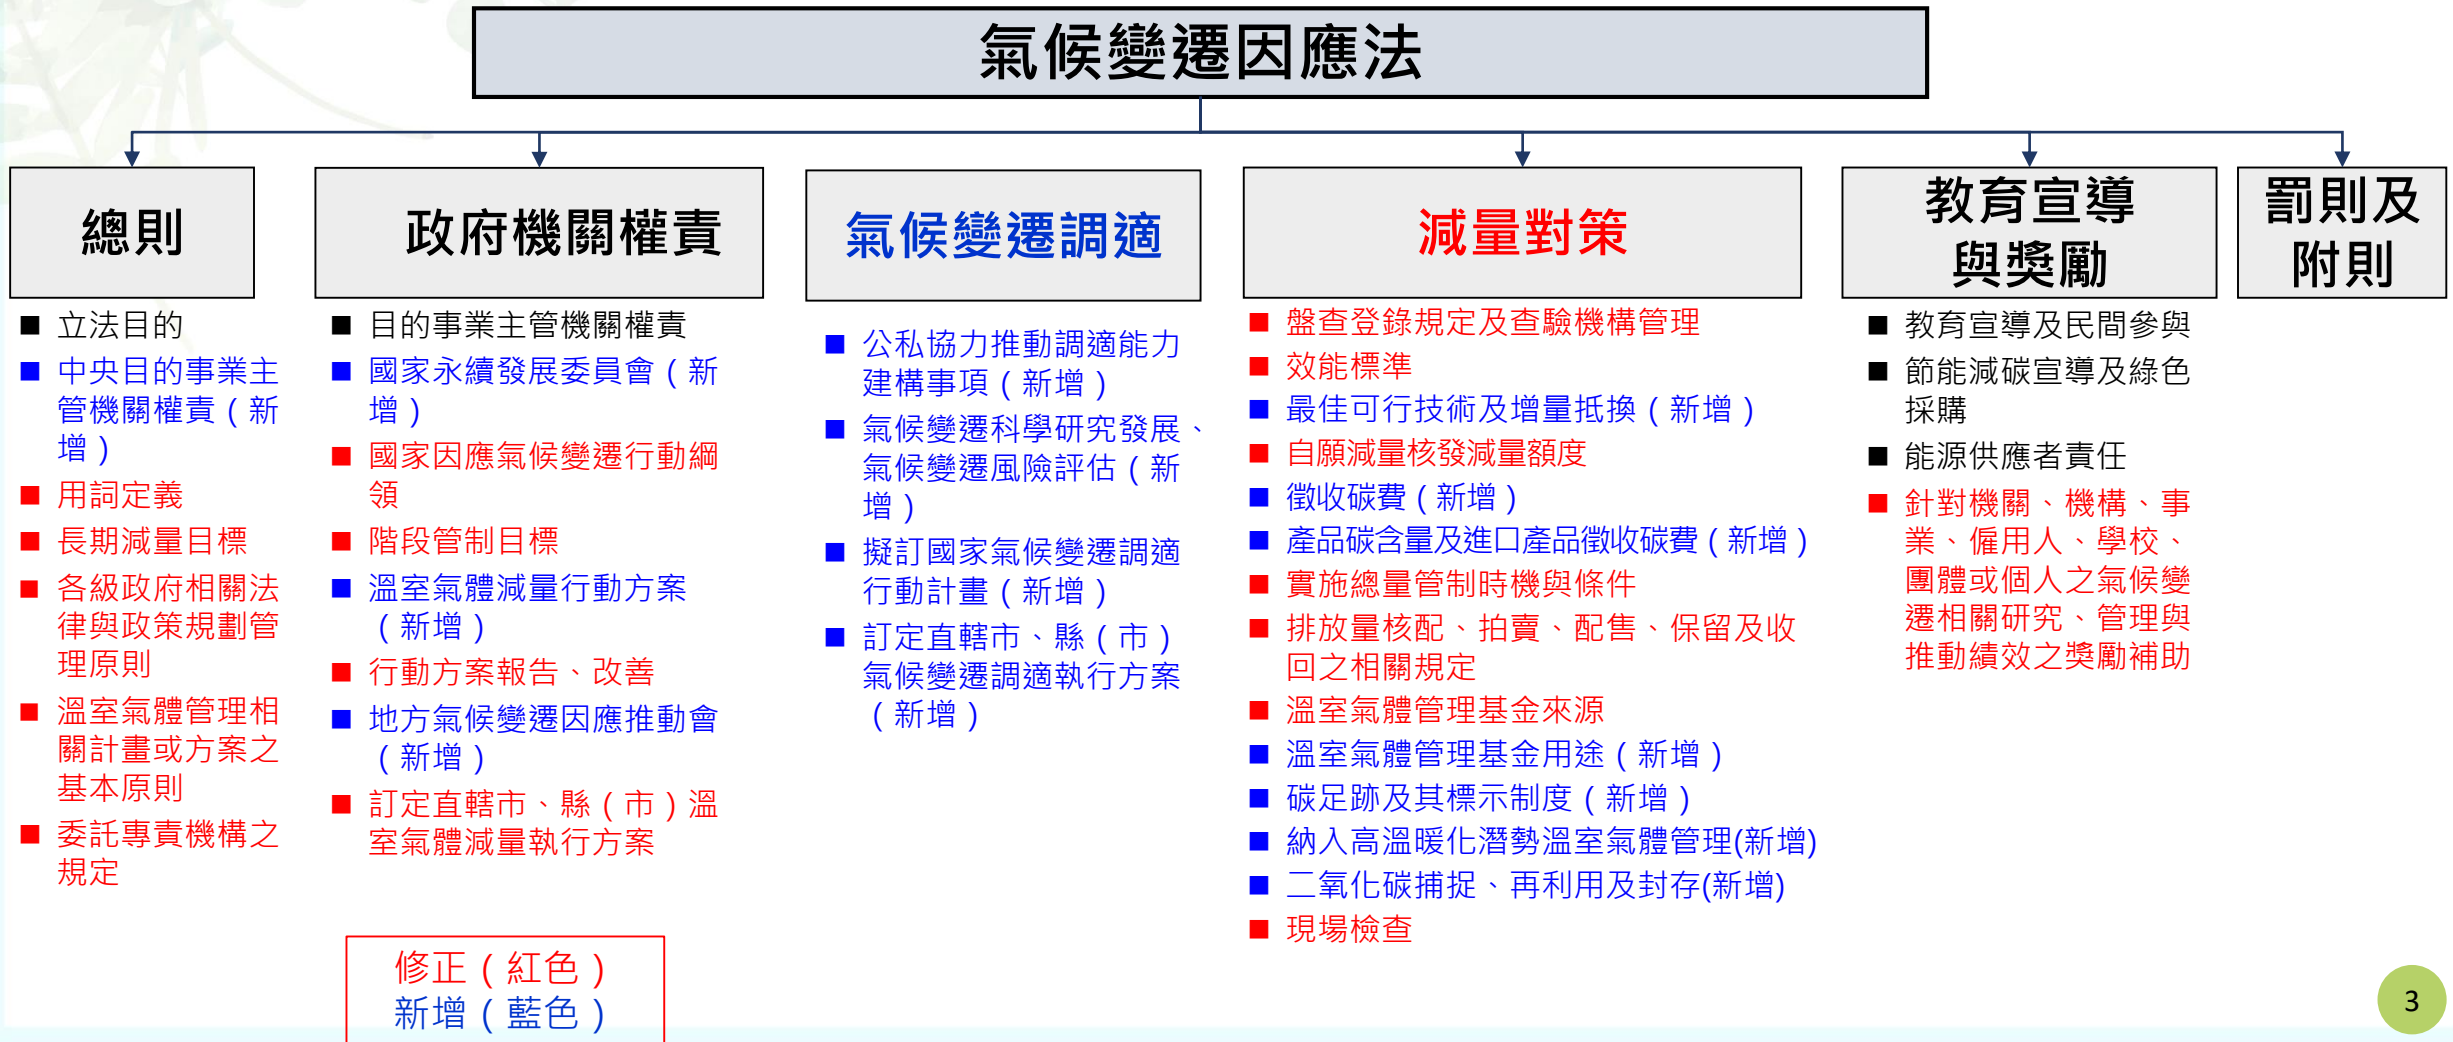 氣候變遷因應法
總則
立法目的
中央目的事業主
管機關權責（新
增）
用詞定義
長期減量目標
各級政府相關法
律與政策規劃管
理原則
溫室氣體管理相
關計畫或方案之
基本原則
委託專責機構之
規定
政府機關權責
目的事業主管機關權責
國家永續發展委員會（新
增）
國家因應氣候變遷行動綱
領
階段管制目標
溫室氣體減量行動方案
（新增）
行動方案報告、改善
地方氣候變遷因應推動會
（新增）
訂定直轄市、縣（市）溫
室氣體減量執行方案
氣候變遷調適
公私協力推動調適能力
建構事項（新增）
氣候變遷科學研究發展、
氣候變遷風險評估（新
增）
擬訂國家氣候變遷調適
行動計畫（新增）
訂定直轄市、縣（市）
氣候變遷調適執行方案
（新增）
減量對策
盤查登錄規定及查驗機構管理
效能標準
最佳可行技術及增量抵換（新增）
自願減量核發減量額度
徵收碳費（新增）
產品碳含量及進口產品徵收碳費（新增）
實施總量管制時機與條件
排放量核配、拍賣、配售、保留及收
回之相關規定
溫室氣體管理基金來源
溫室氣體管理基金用途（新增）
碳足跡及其標示制度（新增）
納入高溫暖化潛勢溫室氣體管理(新增)
二氧化碳捕捉、再利用及封存(新增)
現場檢查
教育宣導
與獎勵
教育宣導及民間參與
節能減碳宣導及綠色
採購
能源供應者責任
針對機關、機構、事
業、僱用人、學校、
團體或個人之氣候變
遷相關研究、管理與
推動績效之獎勵補助
罰則及
附則
修正（紅色）
新增（藍色）
3